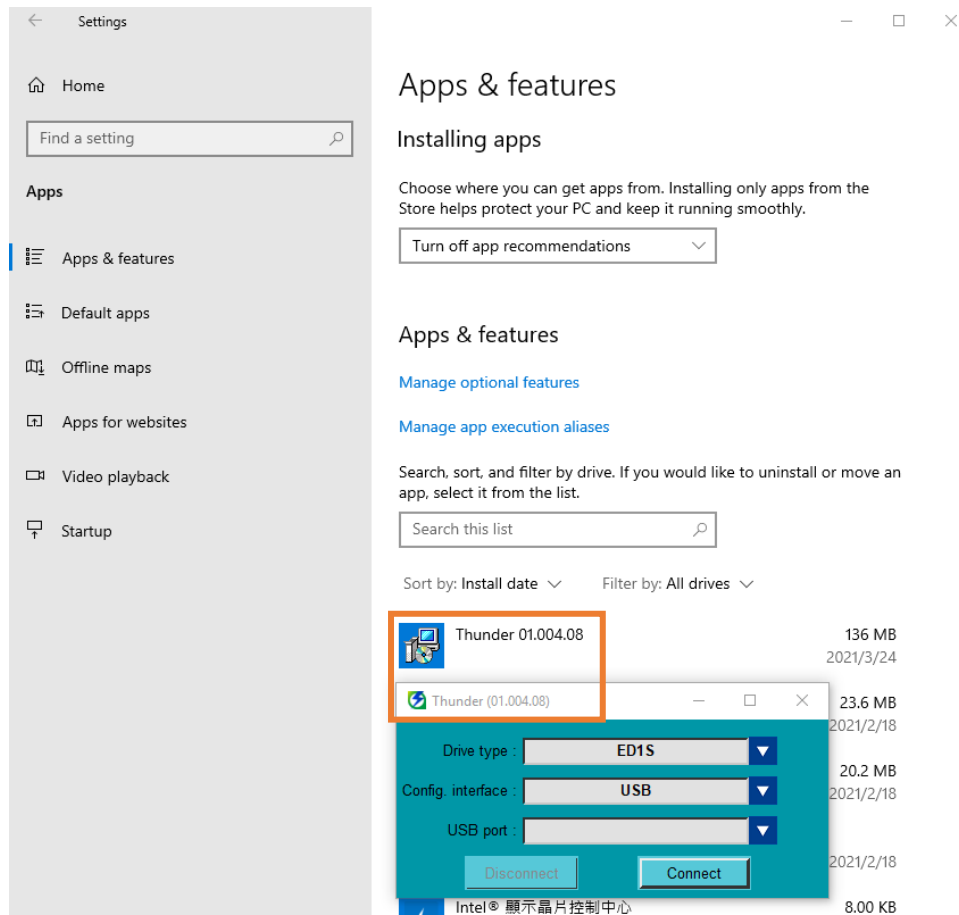 Settings
Home
Find a setting
Apps
Apps & features
Default apps
Offline maps
Apps for websites
Video playback
Startup
Apps & features
Installing apps
Choose where you can get apps from. Installing only apps from the
Store helps protect your PC and keep it running smoothly.
Turn off app recommendations
Apps & features
Manage optional features
Manage app execution aliases
Search, sort, and filter by drive. If you would like to uninstall or move an
app, select it from the list.
Search this list
Sort by: Install date Filter by: All drives
Thunder 01.004.08 136 MB
2021/3/24
Thunder (01.004.08)
23.6 MB
2021/2/18
Drive type : ED1S
20.2 MB
Config. interface : USB
2021/2/18
USB port :
2021/2/18
Disconnect Connect
Intel® 顯示晶片控制中心 8.00 KB